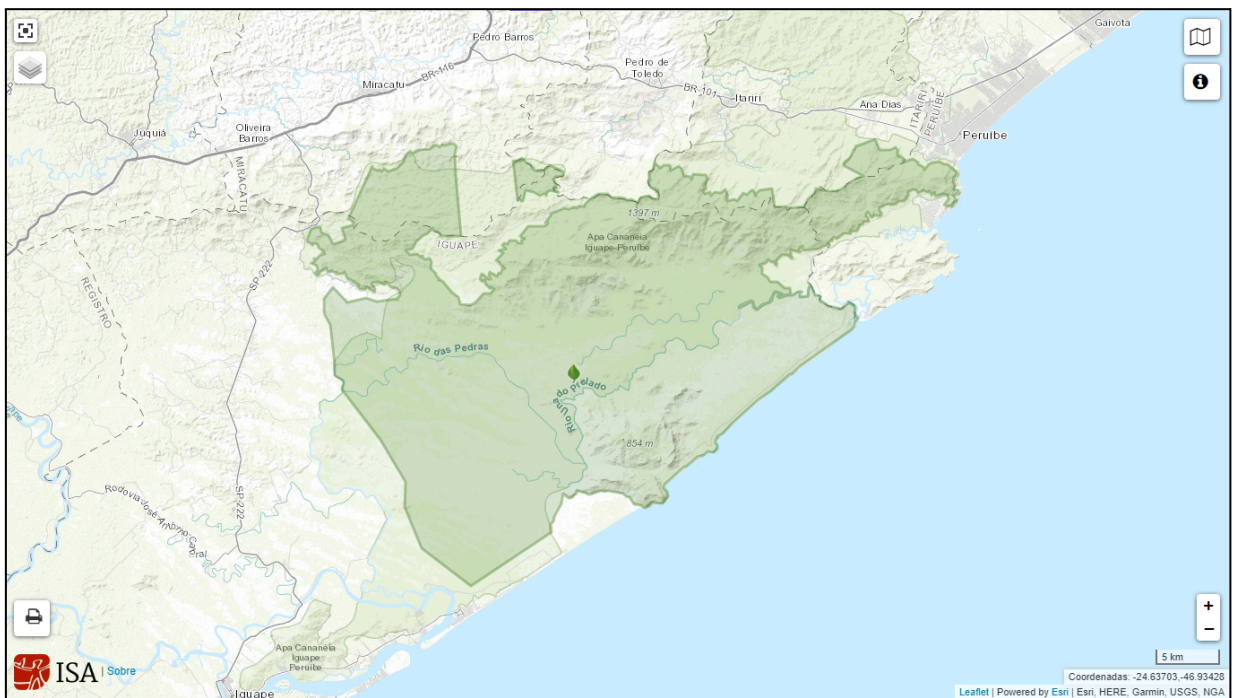 Gaivota
Pedro Barros
Pedro de
Toledo
BR-116
Miracatu
BR-101
Itariri
Ana Dias
ITARIRI
PERUÍBE
Juquiá
Oliveira
Barros
Peruíbe
MIRACATU
1397 m
IGUAPE
Apa Cananéia
Iguape-Peruíbe
SP-222
REGISTRO
Rio das Pedras
Rio Una do Prelado
854 m
Rodovia José Antonio Cabral
SP-222
+
−
Apa Cananéia
Iguape
Peruíbe
5 km
ISA | Sobre
Coordenadas: -24.63703,-46.93428
Iguape
Leaflet | Powered by Esri | Esri, HERE, Garmin, USGS, NGA